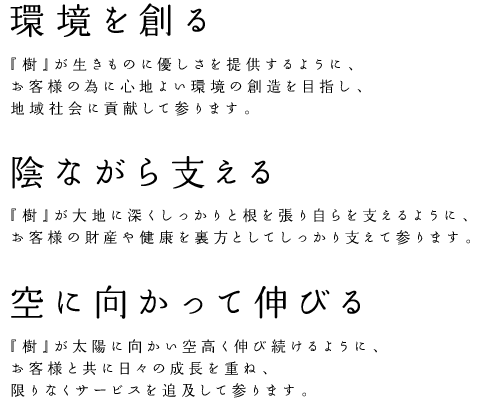 環境を創る
『樹』が生きものに優しさを提供するように、
お客様の為に心地よい環境の創造を目指し、
地域社会に貢献して参ります。
陰ながら支える
『樹』が大地に深くしっかりと根を張り自らを支えるように、
お客様の財産や健康を裏方としてしっかり支えて参ります。
空に向かって伸びる
『樹』が太陽に向かい空高く伸び続けるように、
お客様と共に日々の成長を重ね、
限りなくサービスを追及して参ります。